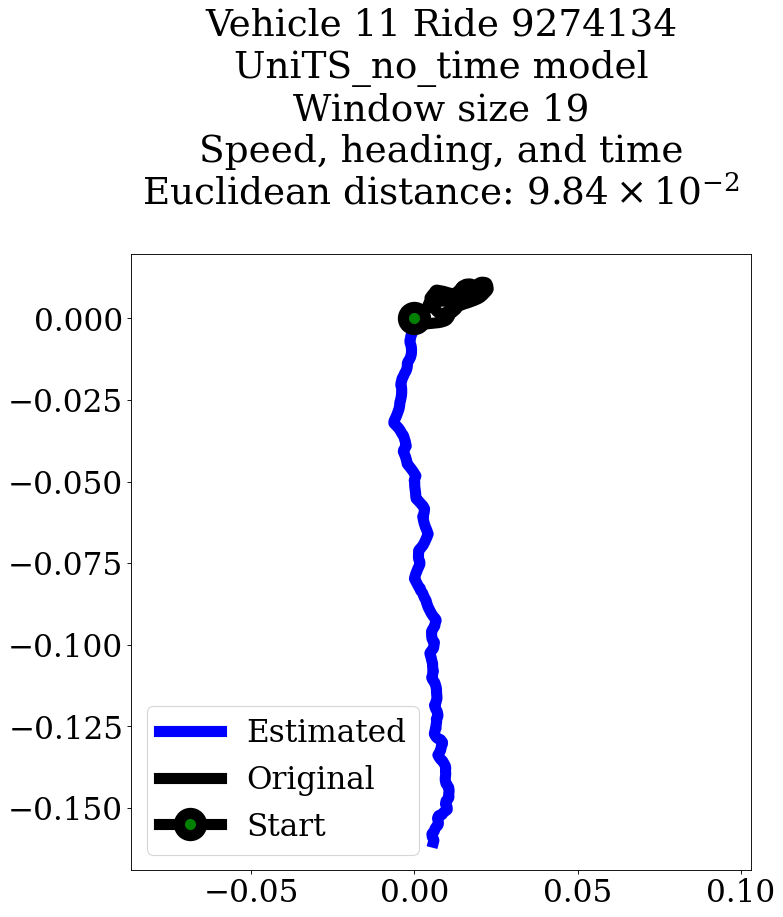 Vehicle 11 Ride 9274134
UniTS_no_time model
Window size 19
Speed, heading, and time
Euclidean distance: 9.84 × 10⁻²
0.000
−0.025
−0.050
−0.075
−0.100
−0.125
−0.150
Estimated
Original
Start
−0.05 0.00 0.05 0.10